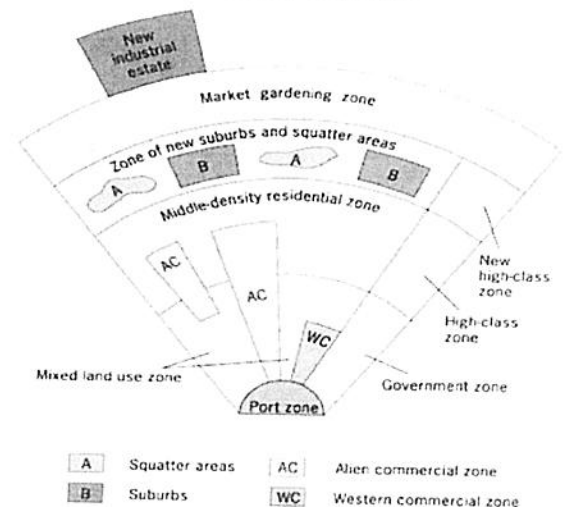 New
industrial
estate
Market gardening zone
Zone of new suburbs and squatter areas
A
B
A
B
Middle-density residential zone
AC
AC
New
high-class
zone
High-class
zone
WC
Mixed land use zone
Government zone
Port zone
A Squatter areas
AC Alien commercial zone
B Suburbs
WC Western commercial zone